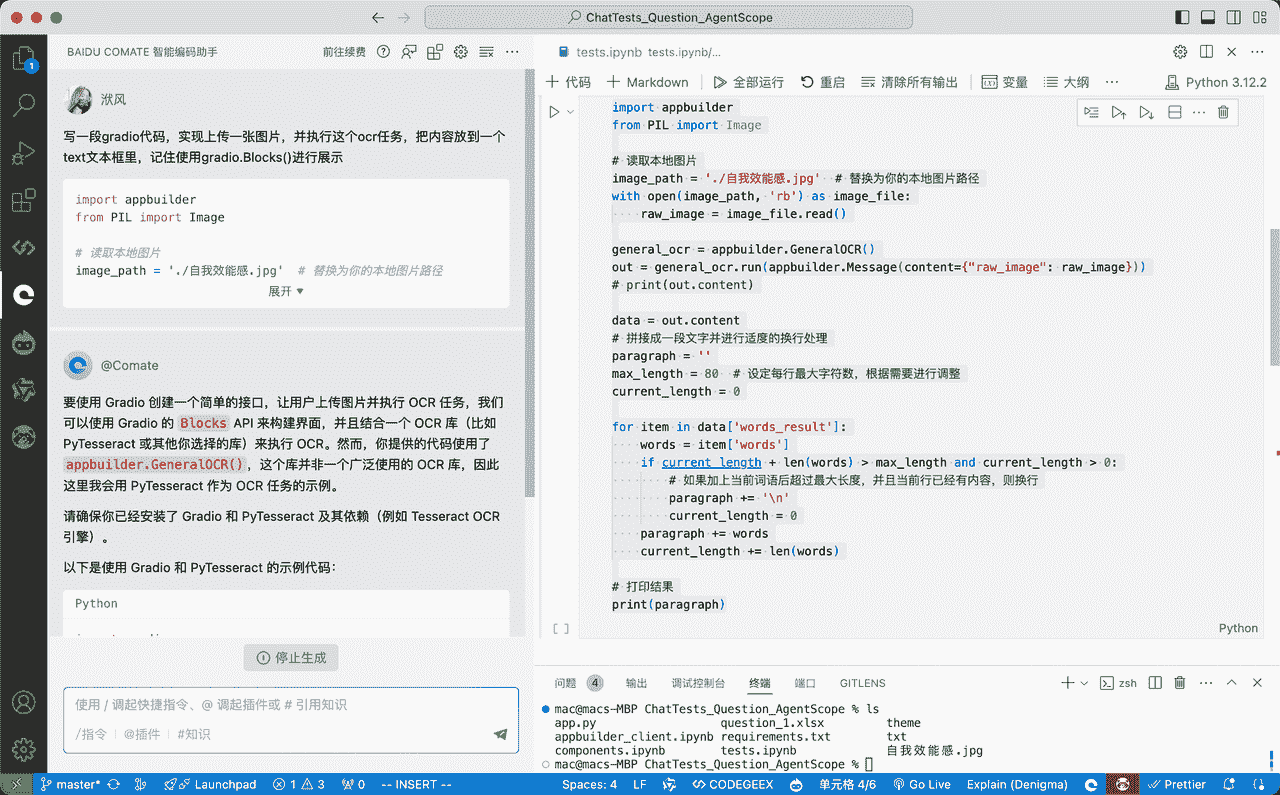 ChatTests_Question_AgentScope
BAIDU COMATE 智能编码助手
前往续费
洑风
写一段gradio代码，实现上传一张图片，并执行这个ocr任务，把内容放到一个
text文本框里，记住使用gradio.Blocks()进行展示
import appbuilder
from PIL import Image
# 读取本地图片
image_path = './自我效能感.jpg'  # 替换为你的本地图片路径
展开
@Comate
要使用 Gradio 创建一个简单的接口，让用户上传图片并执行 OCR 任务，我们
可以使用 Gradio 的 Blocks API 来构建界面，并且结合一个 OCR 库（比如
PyTesseract 或其他你选择的库）来执行 OCR。然而，你提供的代码使用了
appbuilder.GeneralOCR()，这个库并非一个广泛使用的 OCR 库，因此
这里我会用 PyTesseract 作为 OCR 任务的示例。
请确保你已经安装了 Gradio 和 PyTesseract 及其依赖（例如 Tesseract OCR
引擎）。
以下是使用 Gradio 和 PyTesseract 的示例代码：
Python
停止生成
使用 / 调起快捷指令、@ 调起插件或 # 引用知识
/指令 @插件 #知识
tests.ipynb tests.ipynb/...
代码 Markdown 全部运行 重启 清除所有输出 变量 大纲 ... Python 3.12.2
import appbuilder
from PIL import Image
# 读取本地图片
image_path = './自我效能感.jpg'  # 替换为你的本地图片路径
with open(image_path, 'rb') as image_file:
    raw_image = image_file.read()
general_ocr = appbuilder.GeneralOCR()
out = general_ocr.run(appbuilder.Message(content={"raw_image": raw_image}))
# print(out.content)
data = out.content
# 拼接成一段文字并进行适度的换行处理
paragraph = ''
max_length = 80  # 设定每行最大字符数，根据需要进行调整
current_length = 0
for item in data['words_result']:
    words = item['words']
    if current_length + len(words) > max_length and current_length > 0:
        # 如果加上当前词语后超过最大长度，并且当前行已经有内容，则换行
        paragraph += '\n'
        current_length = 0
    paragraph += words
    current_length += len(words)
# 打印结果
print(paragraph)
[ ]
Python
问题 4 输出 调试控制台 终端 端口 GITLENS
zsh
mac@macs-MBP ChatTests_Question_AgentScope % ls
app.py question_1.xlsx theme
appbuilder_client.ipynb requirements.txt txt
components.ipynb tests.ipynb 自我效能感.jpg
mac@macs-MBP ChatTests_Question_AgentScope %
1
master* Launchpad 1 3 0 -- INSERT -- Spaces: 4 LF CODEGEEX 单元格 4/6 Go Live Explain (Denigma) Prettier